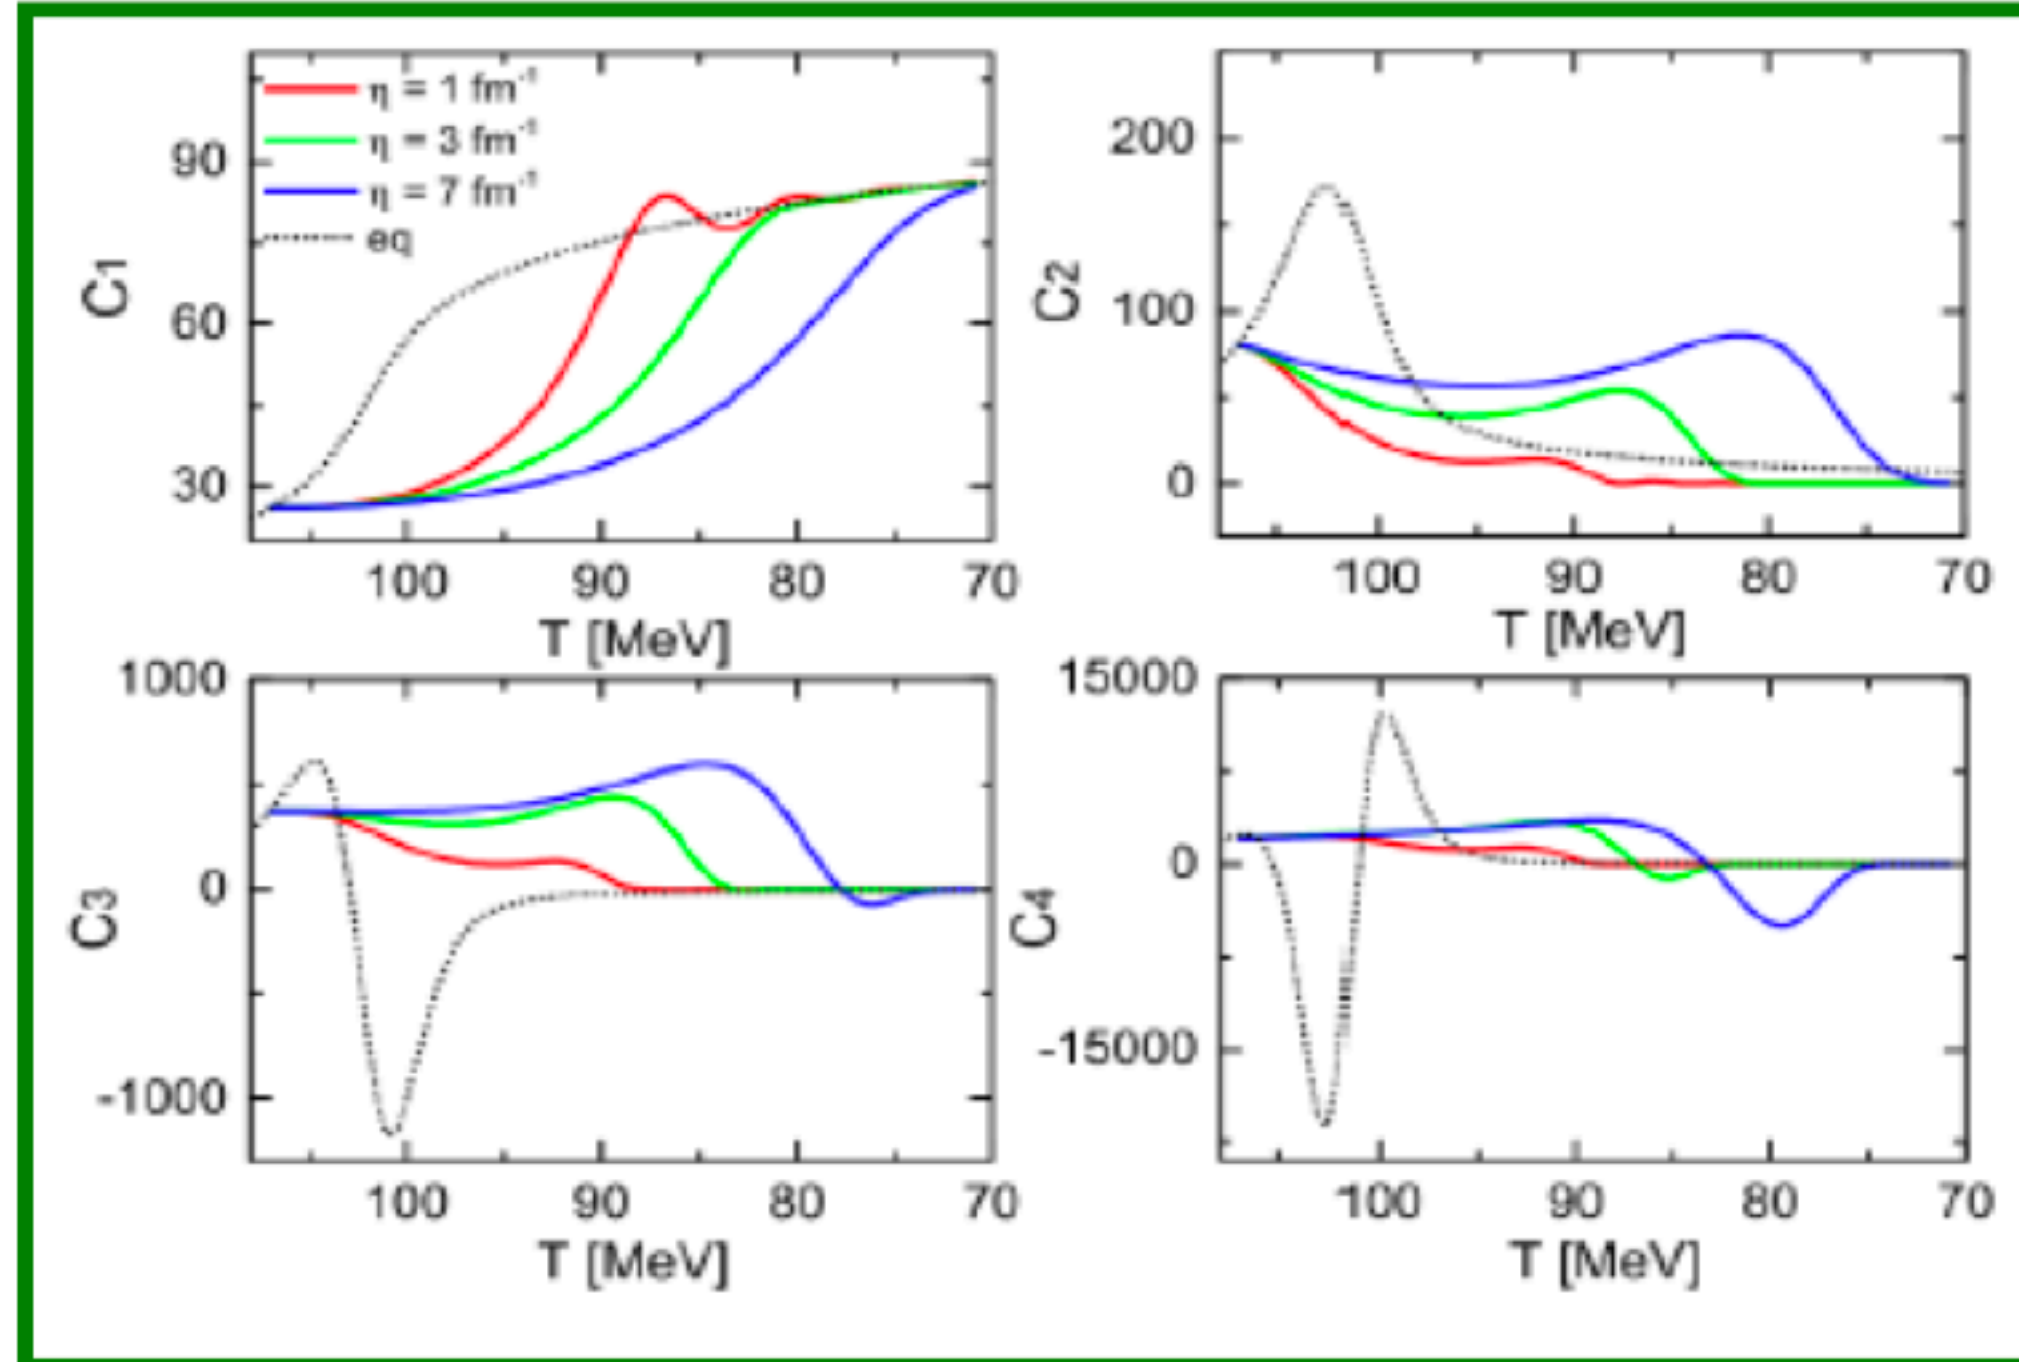 η = 1 fm⁻¹
η = 3 fm⁻¹
η = 7 fm⁻¹
eq
C1
90
60
30
100 90 80 70
T [MeV]
C2
200
100
0
100 90 80 70
T [MeV]
C3
1000
0
-1000
100 90 80 70
T [MeV]
C4
15000
0
-15000
100 90 80 70
T [MeV]